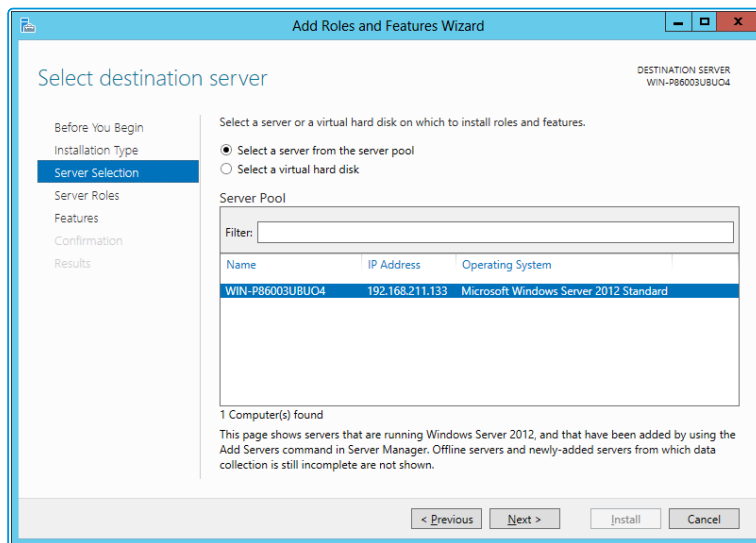 Add Roles and Features Wizard
Select destination server
DESTINATION SERVER
WIN-P86003UBUO4
Before You Begin
Installation Type
Server Selection
Server Roles
Features
Confirmation
Results
Select a server or a virtual hard disk on which to install roles and features.
Select a server from the server pool
Select a virtual hard disk
Server Pool
Filter:
Name IP Address Operating System
WIN-P86003UBUO4 192.168.211.133 Microsoft Windows Server 2012 Standard
1 Computer(s) found
This page shows servers that are running Windows Server 2012, and that have been added by using the
Add Servers command in Server Manager. Offline servers and newly-added servers from which data
collection is still incomplete are not shown.
< Previous Next > Install Cancel